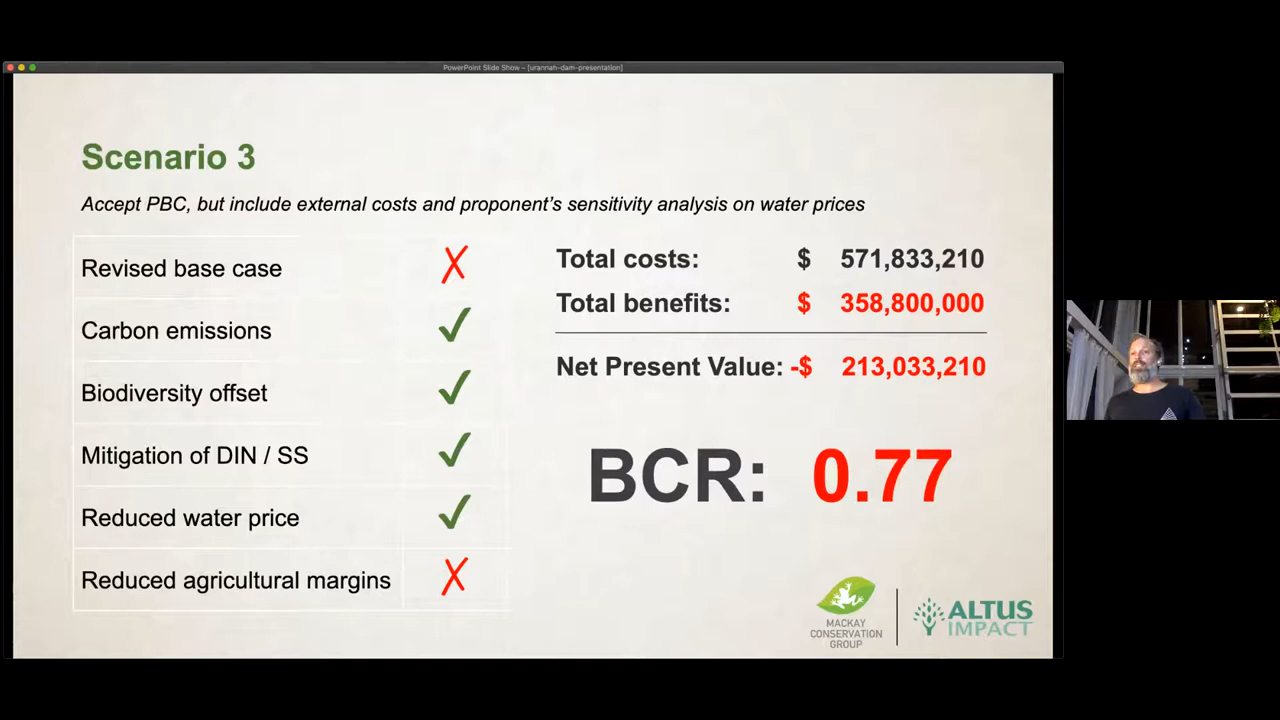 PowerPoint Slide Show - [urannah-dam-presentation]
Scenario 3
Accept PBC, but include external costs and proponent's sensitivity analysis on water prices
Revised base case
Carbon emissions
Biodiversity offset
Mitigation of DIN / SS
Reduced water price
Reduced agricultural margins
Total costs: $ 571,833,210
Total benefits: $ 358,800,000
Net Present Value: -$ 213,033,210
BCR: 0.77
MACKAY
CONSERVATION
GROUP
ALTUS
IMPACT